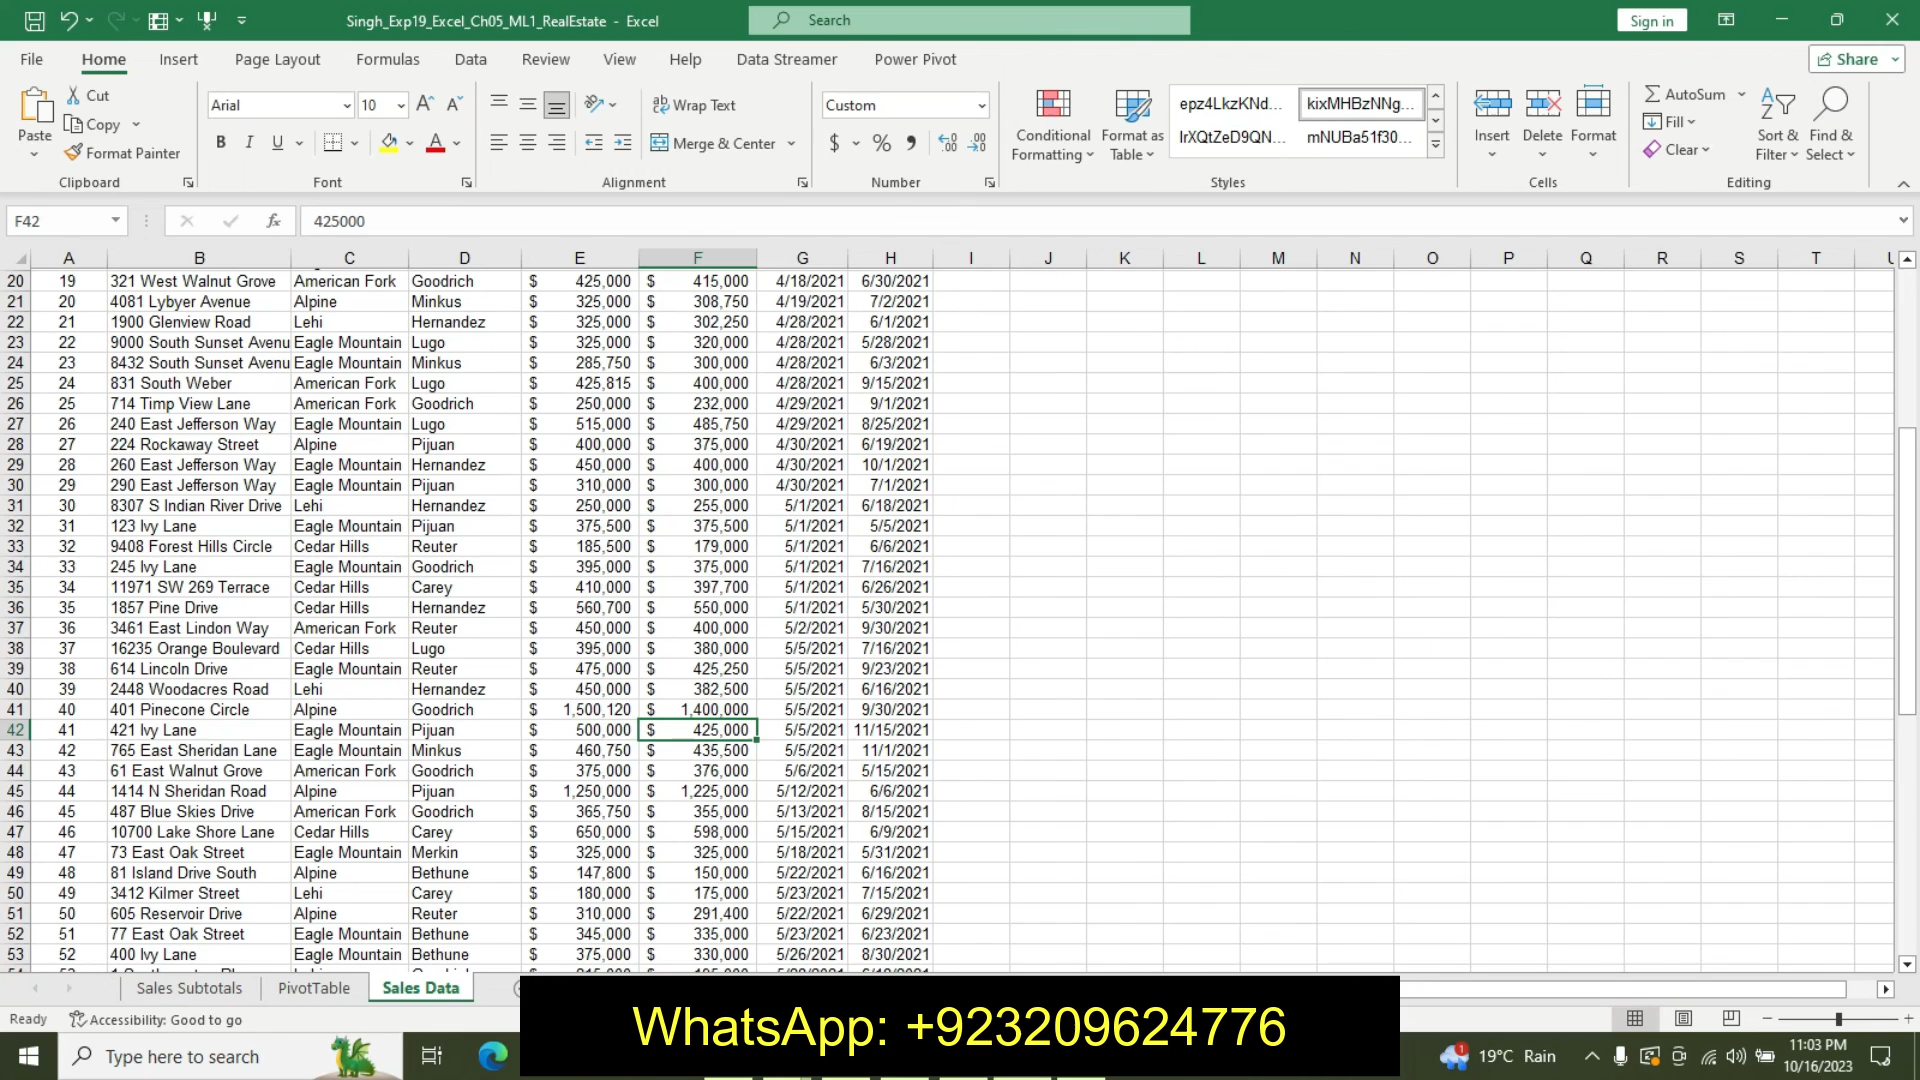 Singh_Exp19_Excel_Ch05_ML1_RealEstate - Excel
Search
Sign in
File Home Insert Page Layout Formulas Data Review View Help Data Streamer Power Pivot
Share
Paste
Cut
Copy
Format Painter
Clipboard
Arial 10
B I U
Font
Wrap Text
Merge & Center
Alignment
Custom
$ %
Number
Conditional Formatting
Format as Table
epz4LkzKNd... kixMHBzNNg...
lrXQtZeD9QN... mNUBa51f30...
Styles
Insert Delete Format
Cells
AutoSum
Fill
Clear
Sort & Filter
Find & Select
Editing
F42 fx 425000
A B C D E F G H I J K L M N O P Q R S T
20 19 321 West Walnut Grove American Fork Goodrich $ 425,000 $ 415,000 4/18/2021 6/30/2021
21 20 4081 Lybyer Avenue Alpine Minkus $ 325,000 $ 308,750 4/19/2021 7/2/2021
22 21 1900 Glenview Road Lehi Hernandez $ 325,000 $ 302,250 4/28/2021 6/1/2021
23 22 9000 South Sunset Avenu Eagle Mountain Lugo $ 325,000 $ 320,000 4/28/2021 5/28/2021
24 23 8432 South Sunset Avenu Eagle Mountain Minkus $ 285,750 $ 300,000 4/28/2021 6/3/2021
25 24 831 South Weber American Fork Lugo $ 425,815 $ 400,000 4/28/2021 9/15/2021
26 25 714 Timp View Lane American Fork Goodrich $ 250,000 $ 232,000 4/29/2021 9/1/2021
27 26 240 East Jefferson Way Eagle Mountain Lugo $ 515,000 $ 485,750 4/29/2021 8/25/2021
28 27 224 Rockaway Street Alpine Pijuan $ 400,000 $ 375,000 4/30/2021 6/19/2021
29 28 260 East Jefferson Way Eagle Mountain Hernandez $ 450,000 $ 400,000 4/30/2021 10/1/2021
30 29 290 East Jefferson Way Eagle Mountain Pijuan $ 310,000 $ 300,000 4/30/2021 7/1/2021
31 30 8307 S Indian River Drive Lehi Hernandez $ 250,000 $ 255,000 5/1/2021 6/18/2021
32 31 123 Ivy Lane Eagle Mountain Pijuan $ 375,500 $ 375,500 5/1/2021 5/5/2021
33 32 9408 Forest Hills Circle Cedar Hills Reuter $ 185,500 $ 179,000 5/1/2021 6/6/2021
34 33 245 Ivy Lane Eagle Mountain Goodrich $ 395,000 $ 375,000 5/1/2021 7/16/2021
35 34 11971 SW 269 Terrace Cedar Hills Carey $ 410,000 $ 397,700 5/1/2021 6/26/2021
36 35 1857 Pine Drive Cedar Hills Hernandez $ 560,700 $ 550,000 5/1/2021 5/30/2021
37 36 3461 East Lindon Way American Fork Reuter $ 450,000 $ 400,000 5/2/2021 9/30/2021
38 37 16235 Orange Boulevard Cedar Hills Lugo $ 395,000 $ 380,000 5/5/2021 7/16/2021
39 38 614 Lincoln Drive Eagle Mountain Reuter $ 475,000 $ 425,250 5/5/2021 9/23/2021
40 39 2448 Woodacres Road Lehi Hernandez $ 450,000 $ 382,500 5/5/2021 6/16/2021
41 40 401 Pinecone Circle Alpine Goodrich $ 1,500,120 $ 1,400,000 5/5/2021 9/30/2021
42 41 421 Ivy Lane Eagle Mountain Pijuan $ 500,000 $ 425,000 5/5/2021 11/15/2021
43 42 765 East Sheridan Lane Eagle Mountain Minkus $ 460,750 $ 435,500 5/5/2021 11/1/2021
44 43 61 East Walnut Grove American Fork Goodrich $ 375,000 $ 376,000 5/6/2021 5/15/2021
45 44 1414 N Sheridan Road Alpine Pijuan $ 1,250,000 $ 1,225,000 5/12/2021 6/6/2021
46 45 487 Blue Skies Drive American Fork Goodrich $ 365,750 $ 355,000 5/13/2021 8/15/2021
47 46 10700 Lake Shore Lane Cedar Hills Carey $ 650,000 $ 598,000 5/15/2021 6/9/2021
48 47 73 East Oak Street Eagle Mountain Merkin $ 325,000 $ 325,000 5/18/2021 5/31/2021
49 48 81 Island Drive South Alpine Bethune $ 147,800 $ 150,000 5/22/2021 6/16/2021
50 49 3412 Kilmer Street Lehi Carey $ 180,000 $ 175,000 5/23/2021 7/15/2021
51 50 605 Reservoir Drive Alpine Reuter $ 310,000 $ 291,400 5/22/2021 6/29/2021
52 51 77 East Oak Street Eagle Mountain Bethune $ 345,000 $ 335,000 5/23/2021 6/23/2021
53 52 400 Ivy Lane Eagle Mountain Bethune $ 375,000 $ 330,000 5/26/2021 8/30/2021
Sales Subtotals PivotTable Sales Data
Ready Accessibility: Good to go
WhatsApp: +923209624776
Type here to search
1
19°C Rain
11:03 PM
10/16/2023